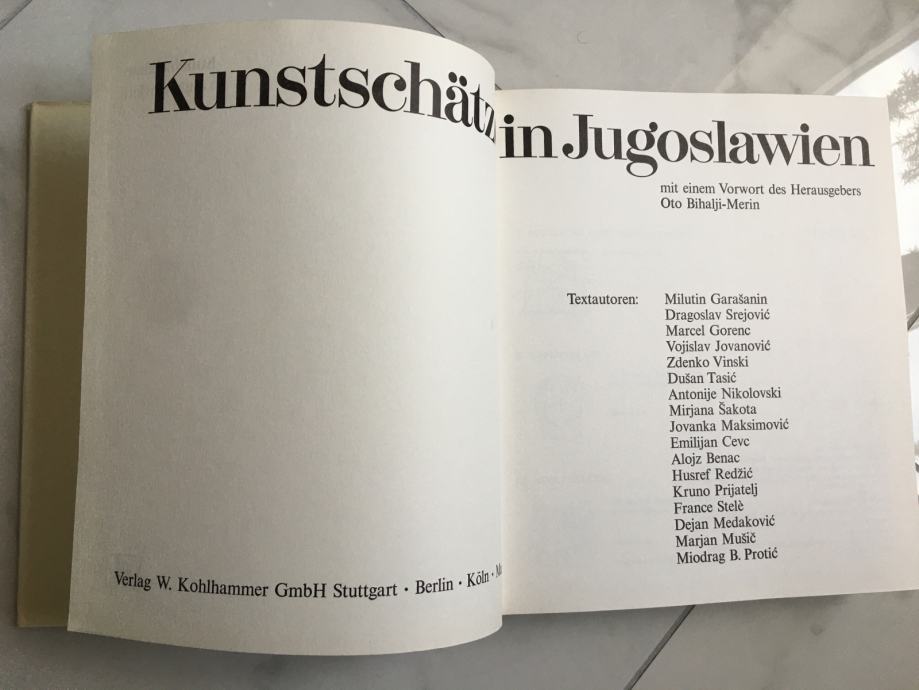 Kunstschätz in Jugoslawien
mit einem Vorwort des Herausgebers
Oto Bihalji-Merin
Textautoren: Milutin Garašanin
Dragoslav Srejović
Marcel Gorenc
Vojislav Jovanović
Zdenko Vinski
Dušan Tasić
Antonije Nikolovski
Mirjana Šakota
Jovanka Maksimović
Emilijan Cevc
Alojz Benac
Husref Redžić
Kruno Prijatelj
France Stelè
Dejan Medaković
Marjan Mušič
Miodrag B. Protić
Verlag W. Kohlhammer GmbH Stuttgart · Berlin · Köln ·